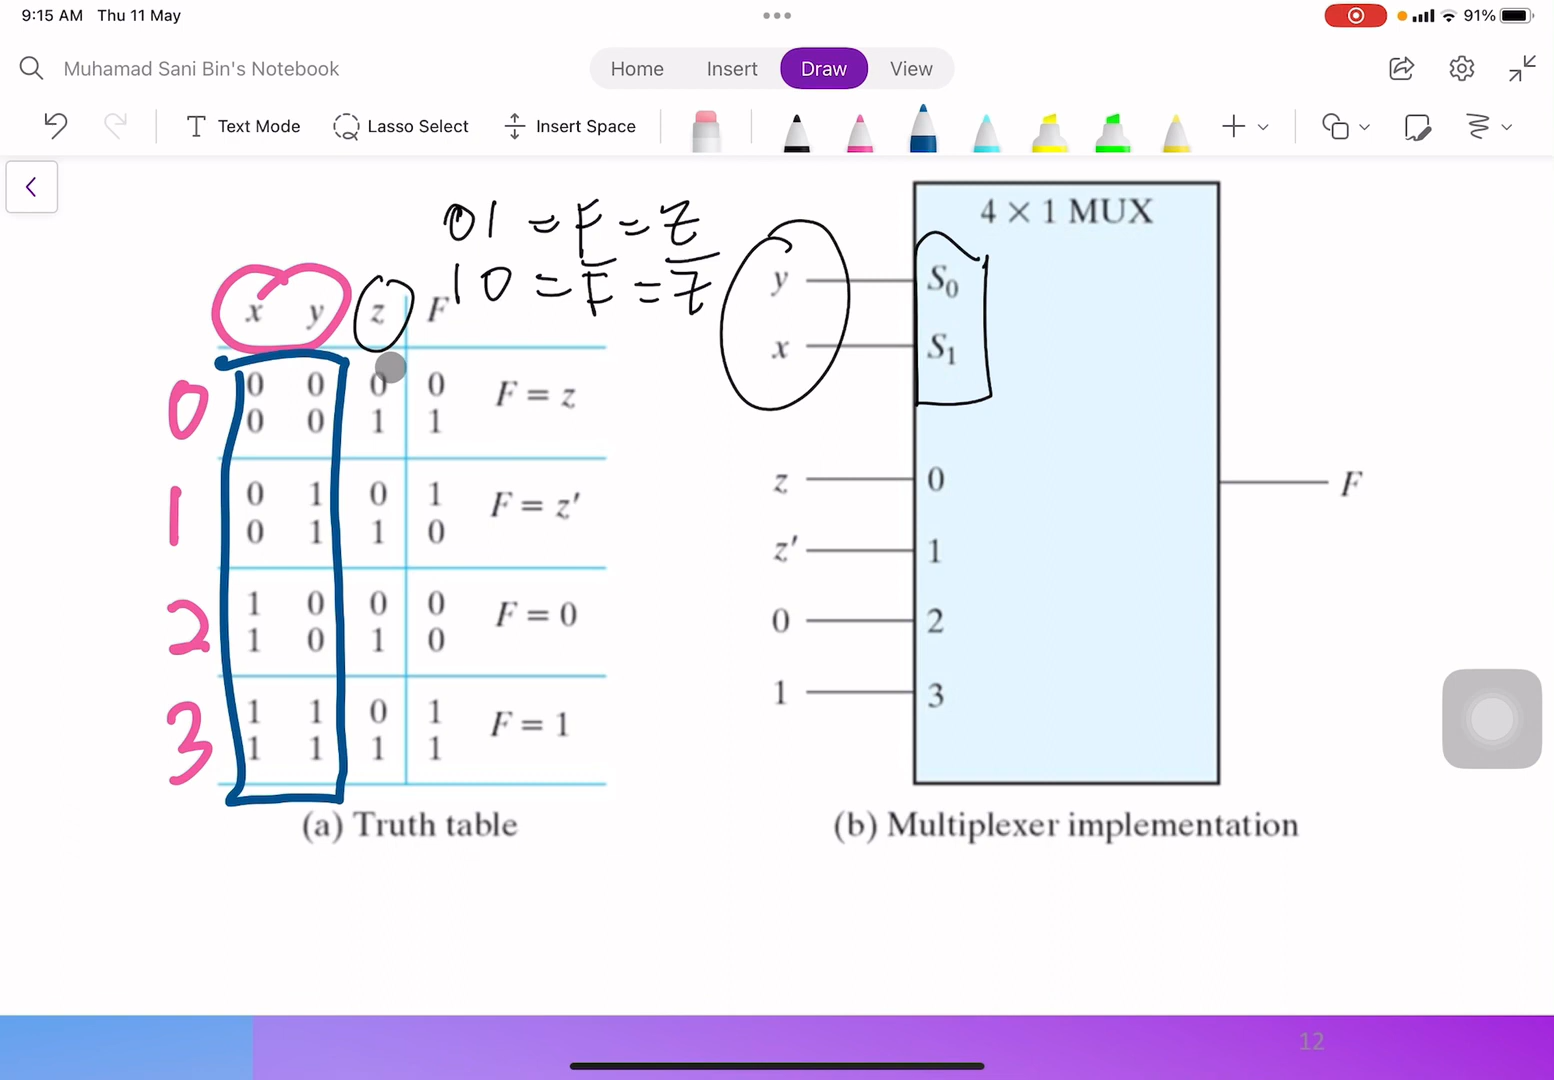 9:15 AM Thu 11 May
91%
Muhamad Sani Bin's Notebook
Home Insert Draw View
Text Mode Lasso Select Insert Space
01 = F = Z
10 = F = Z̅
x y z F
0
0 0 0 0
0 0 1 1
F = z
1
0 1 0 1
0 1 1 0
F = z′
2
1 0 0 0
1 0 1 0
F = 0
3
1 1 0 1
1 1 1 1
F = 1
(a) Truth table
4 × 1 MUX
y S₀
x S₁
z 0
z′ 1
0 2
1 3
F
(b) Multiplexer implementation
12